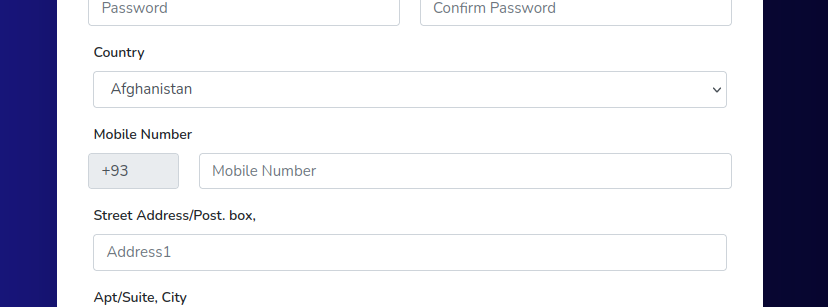 Password Confirm Password
Country
Afghanistan
Mobile Number
+93 Mobile Number
Street Address/Post. box,
Address1
Apt/Suite, City